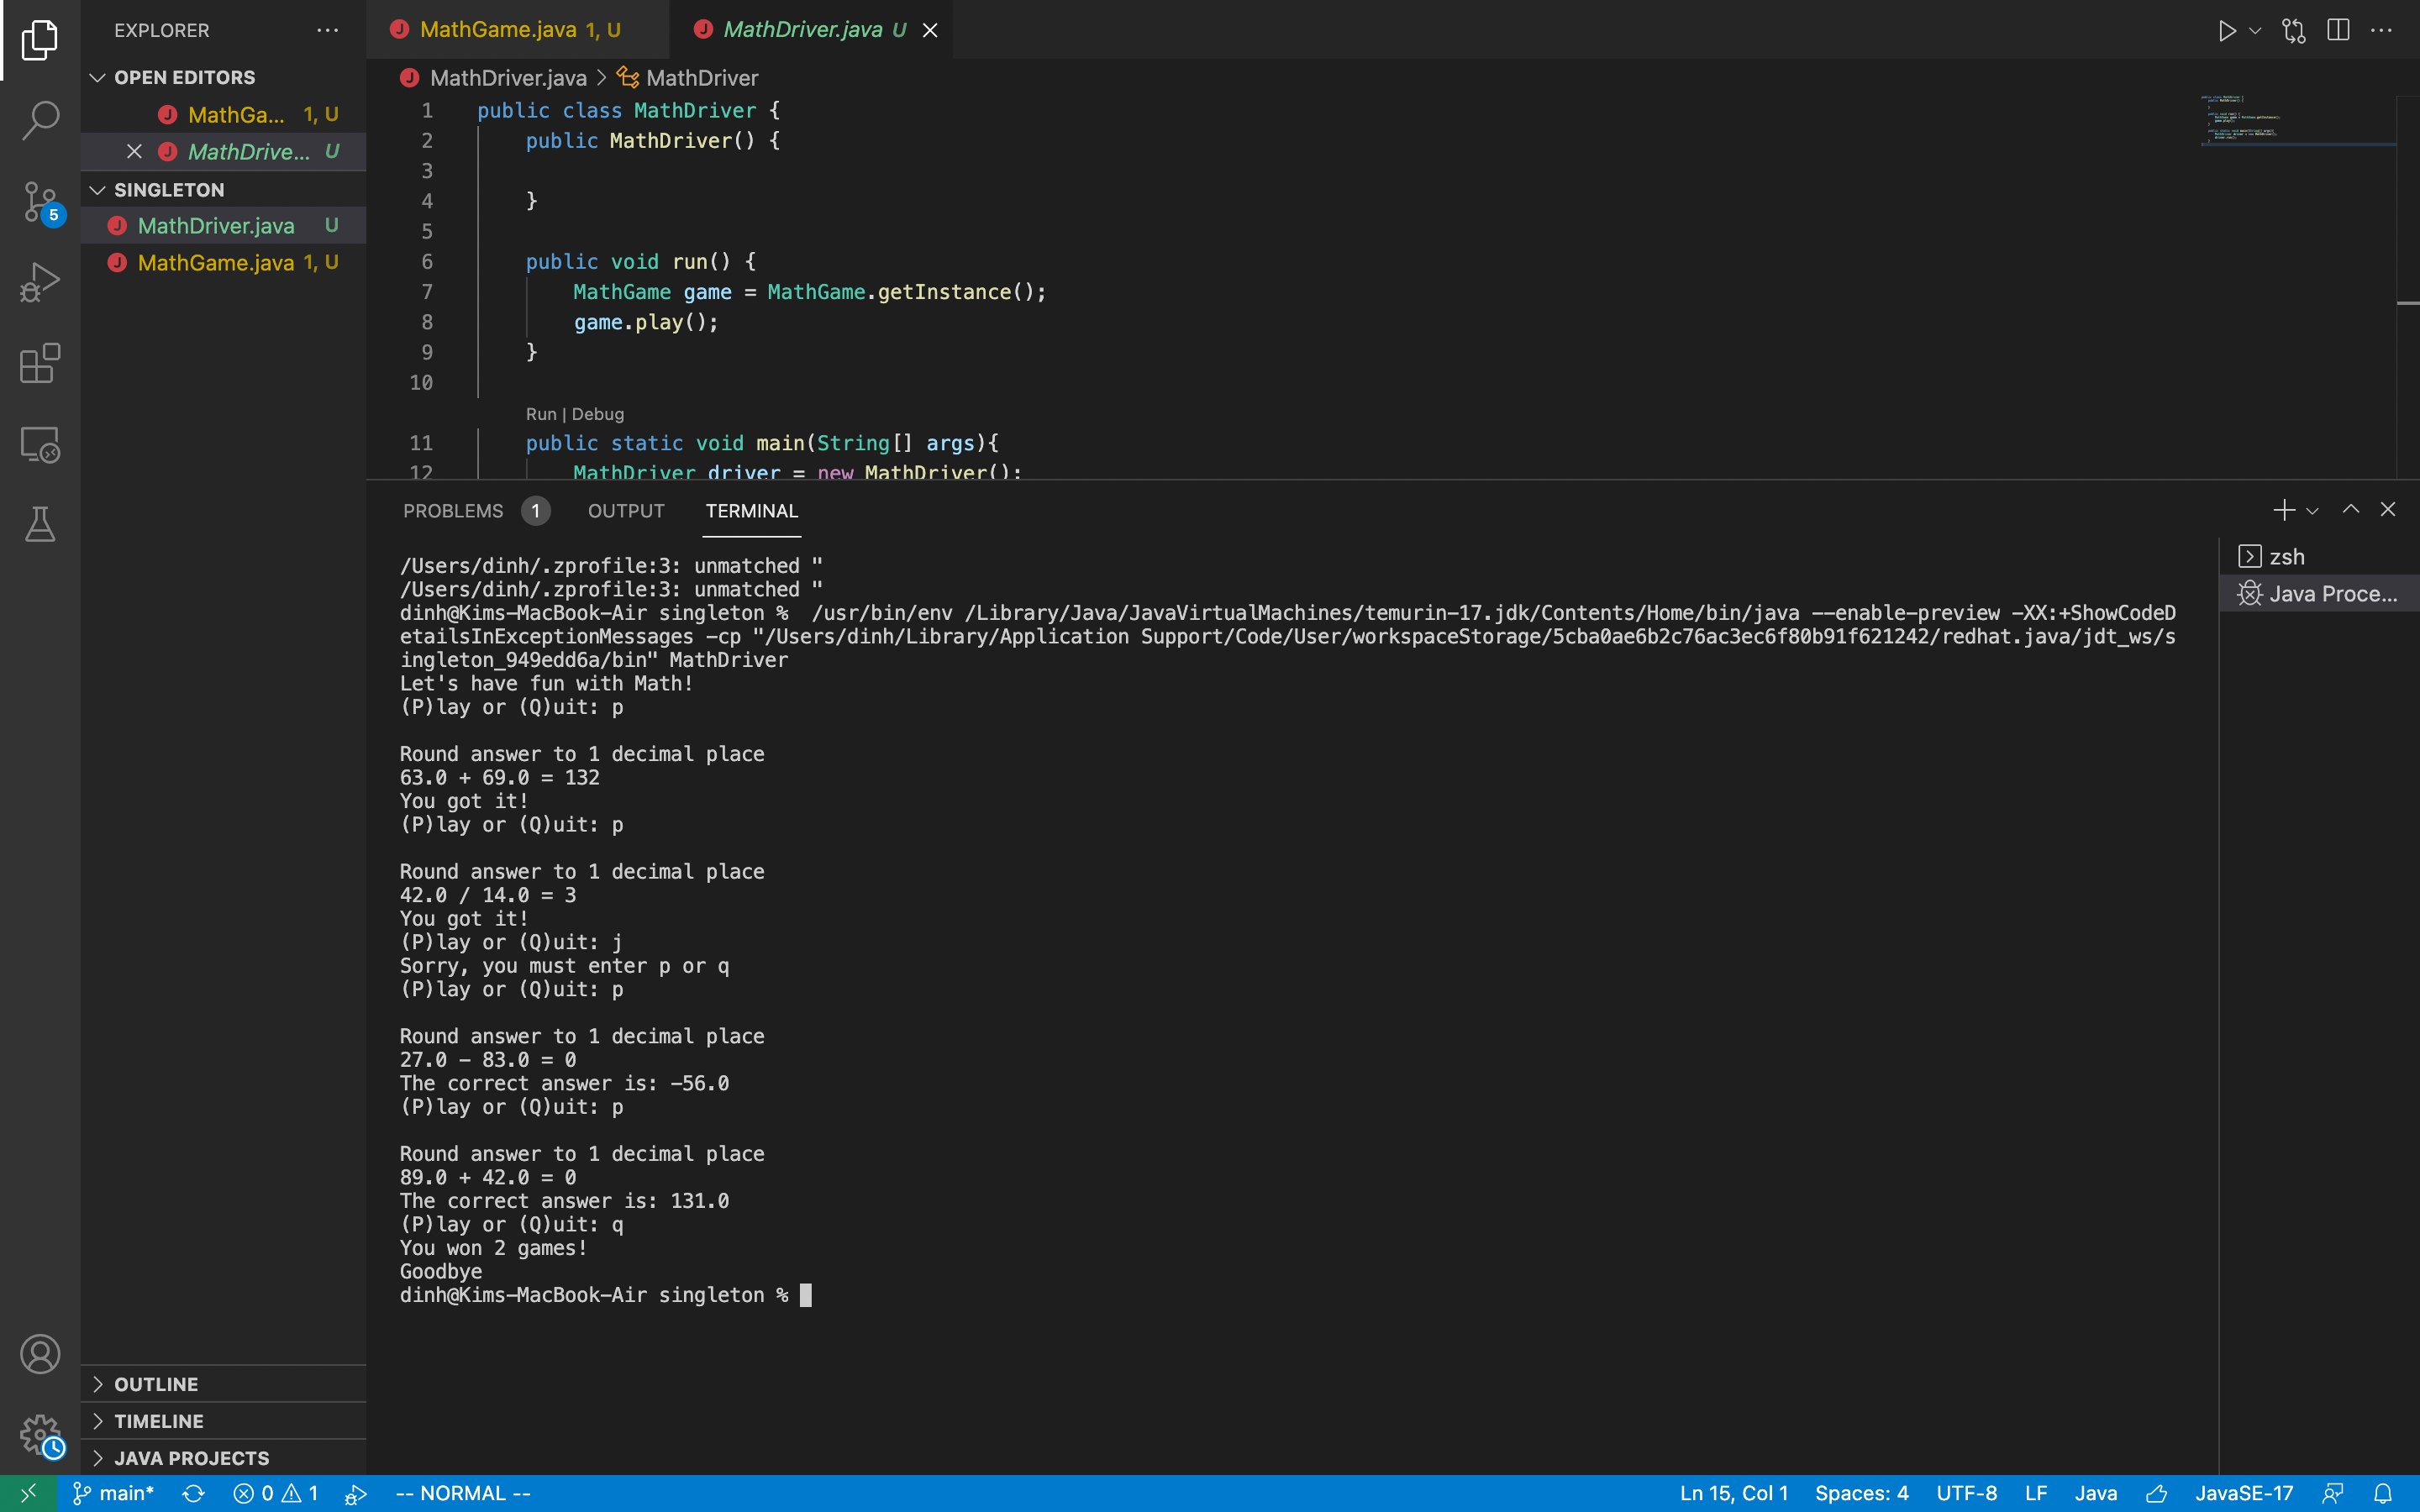 EXPLORER
OPEN EDITORS
MathGa... 1, U
MathDrive... U
SINGLETON
MathDriver.java U
MathGame.java 1, U
5
OUTLINE
TIMELINE
JAVA PROJECTS
MathGame.java 1, U
MathDriver.java U
MathDriver.java > MathDriver
1 public class MathDriver {
2 public MathDriver() {
3
4 }
5
6 public void run() {
7 MathGame game = MathGame.getInstance();
8 game.play();
9 }
10
Run | Debug
11 public static void main(String[] args){
12 MathDriver driver = new MathDriver();
PROBLEMS 1 OUTPUT TERMINAL
/Users/dinh/.zprofile:3: unmatched "
/Users/dinh/.zprofile:3: unmatched "
dinh@Kims-MacBook-Air singleton % /usr/bin/env /Library/Java/JavaVirtualMachines/temurin-17.jdk/Contents/Home/bin/java --enable-preview -XX:+ShowCodeD
etailsInExceptionMessages -cp "/Users/dinh/Library/Application Support/Code/User/workspaceStorage/5cba0ae6b2c76ac3ec6f80b91f621242/redhat.java/jdt_ws/s
ingleton_949edd6a/bin" MathDriver
Let's have fun with Math!
(P)lay or (Q)uit: p

Round answer to 1 decimal place
63.0 + 69.0 = 132
You got it!
(P)lay or (Q)uit: p

Round answer to 1 decimal place
42.0 / 14.0 = 3
You got it!
(P)lay or (Q)uit: j
Sorry, you must enter p or q
(P)lay or (Q)uit: p

Round answer to 1 decimal place
27.0 - 83.0 = 0
The correct answer is: -56.0
(P)lay or (Q)uit: p

Round answer to 1 decimal place
89.0 + 42.0 = 0
The correct answer is: 131.0
(P)lay or (Q)uit: q
You won 2 games!
Goodbye
dinh@Kims-MacBook-Air singleton %
zsh
Java Proce...
main* 0 1 -- NORMAL -- Ln 15, Col 1 Spaces: 4 UTF-8 LF Java JavaSE-17